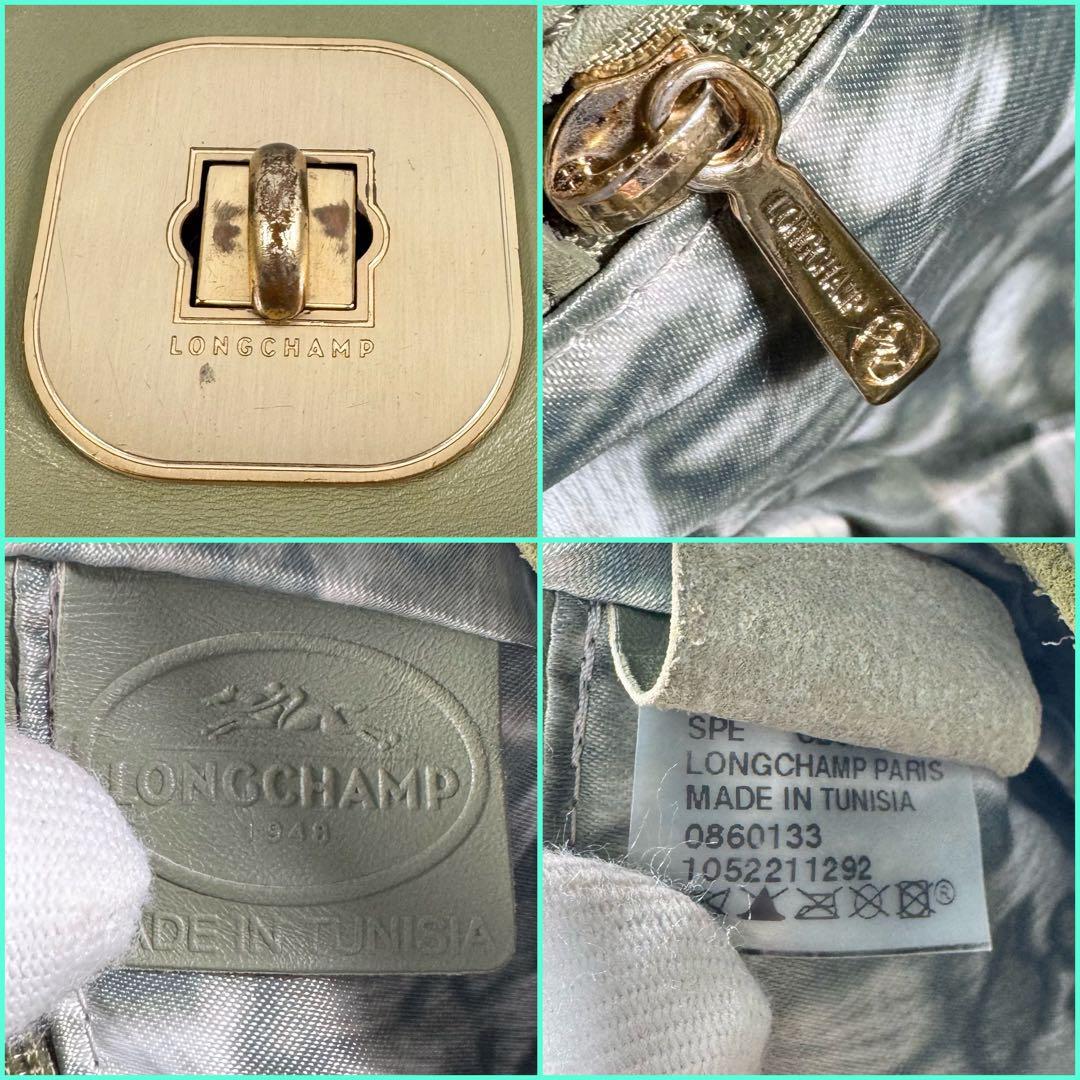 LONGCHAMP
LONGCHAMP
LONGCHAMP
1948
MADE IN TUNISIA
SPE
LONGCHAMP PARIS
MADE IN TUNISIA
0860133
1052211292
®